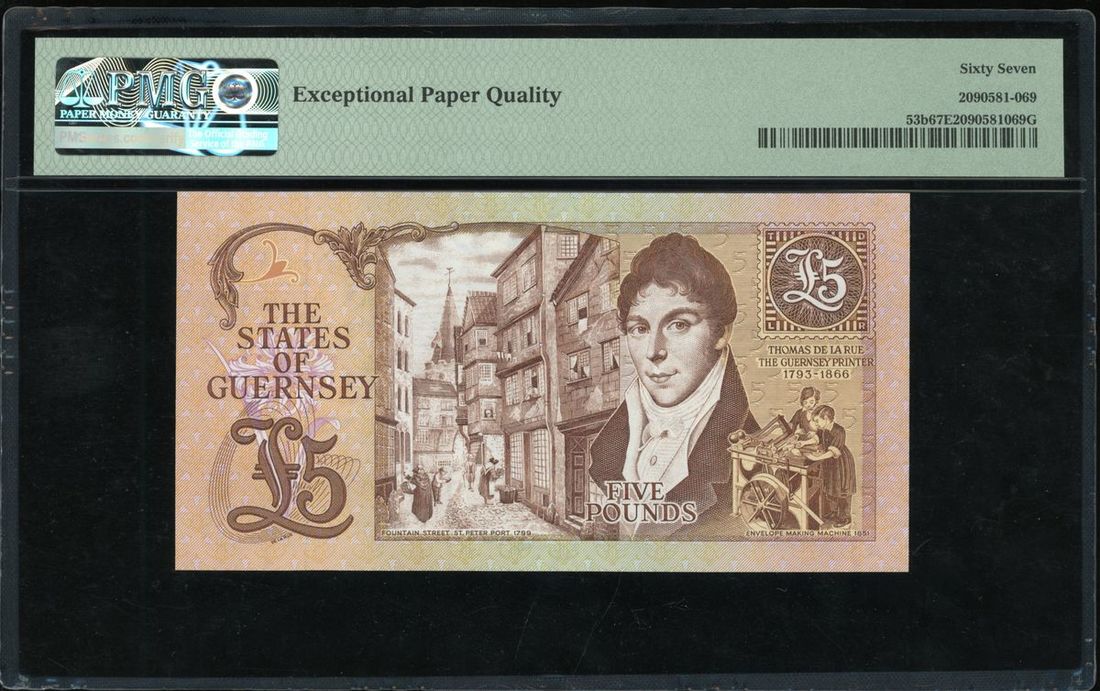 PMG
PAPER MONEY GUARANTY
Exceptional Paper Quality
Sixty Seven
2090581-069
53b67E2090581069G
THE
STATES
OF
GUERNSEY
£5
FOUNTAIN STREET ST. PETER PORT 1799
FIVE
POUNDS
T D
£5
L R
THOMAS DE LA RUE
THE GUERNSEY PRINTER
1793-1866
ENVELOPE MAKING MACHINE 1851